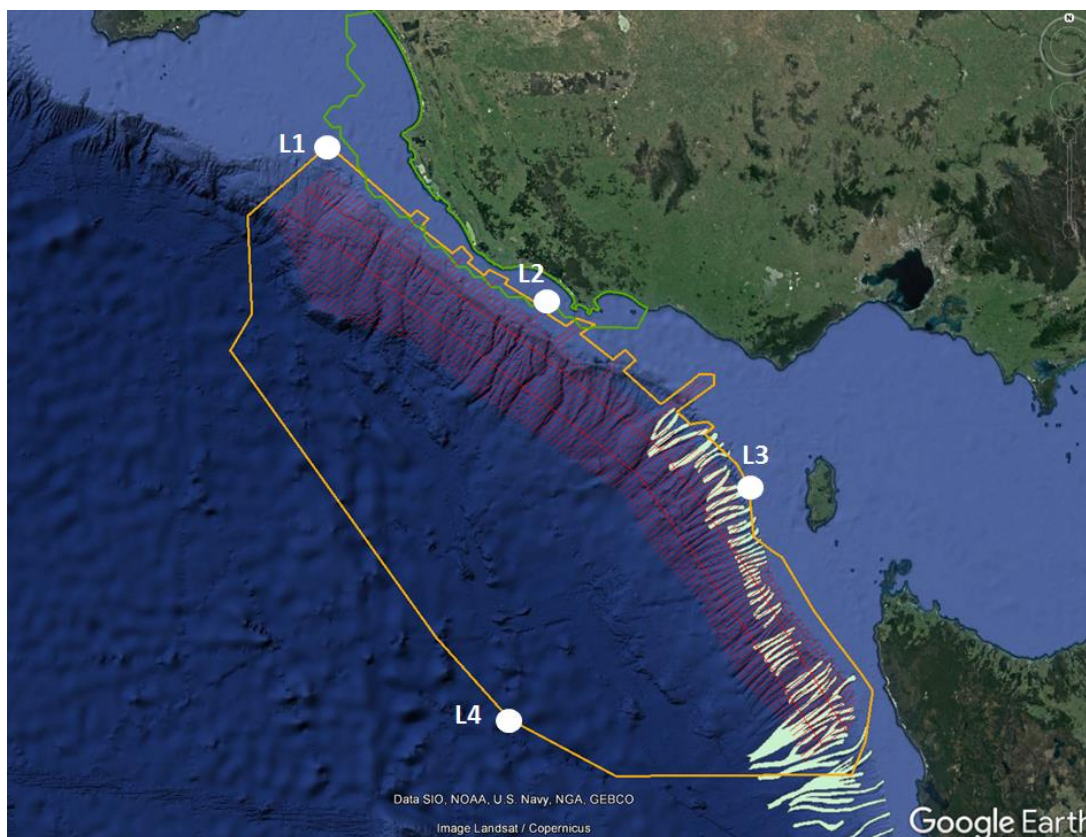 N
L1
L2
L3
L4
Data SIO, NOAA, U.S. Navy, NGA, GEBCO
Image Landsat / Copernicus
Google Earth